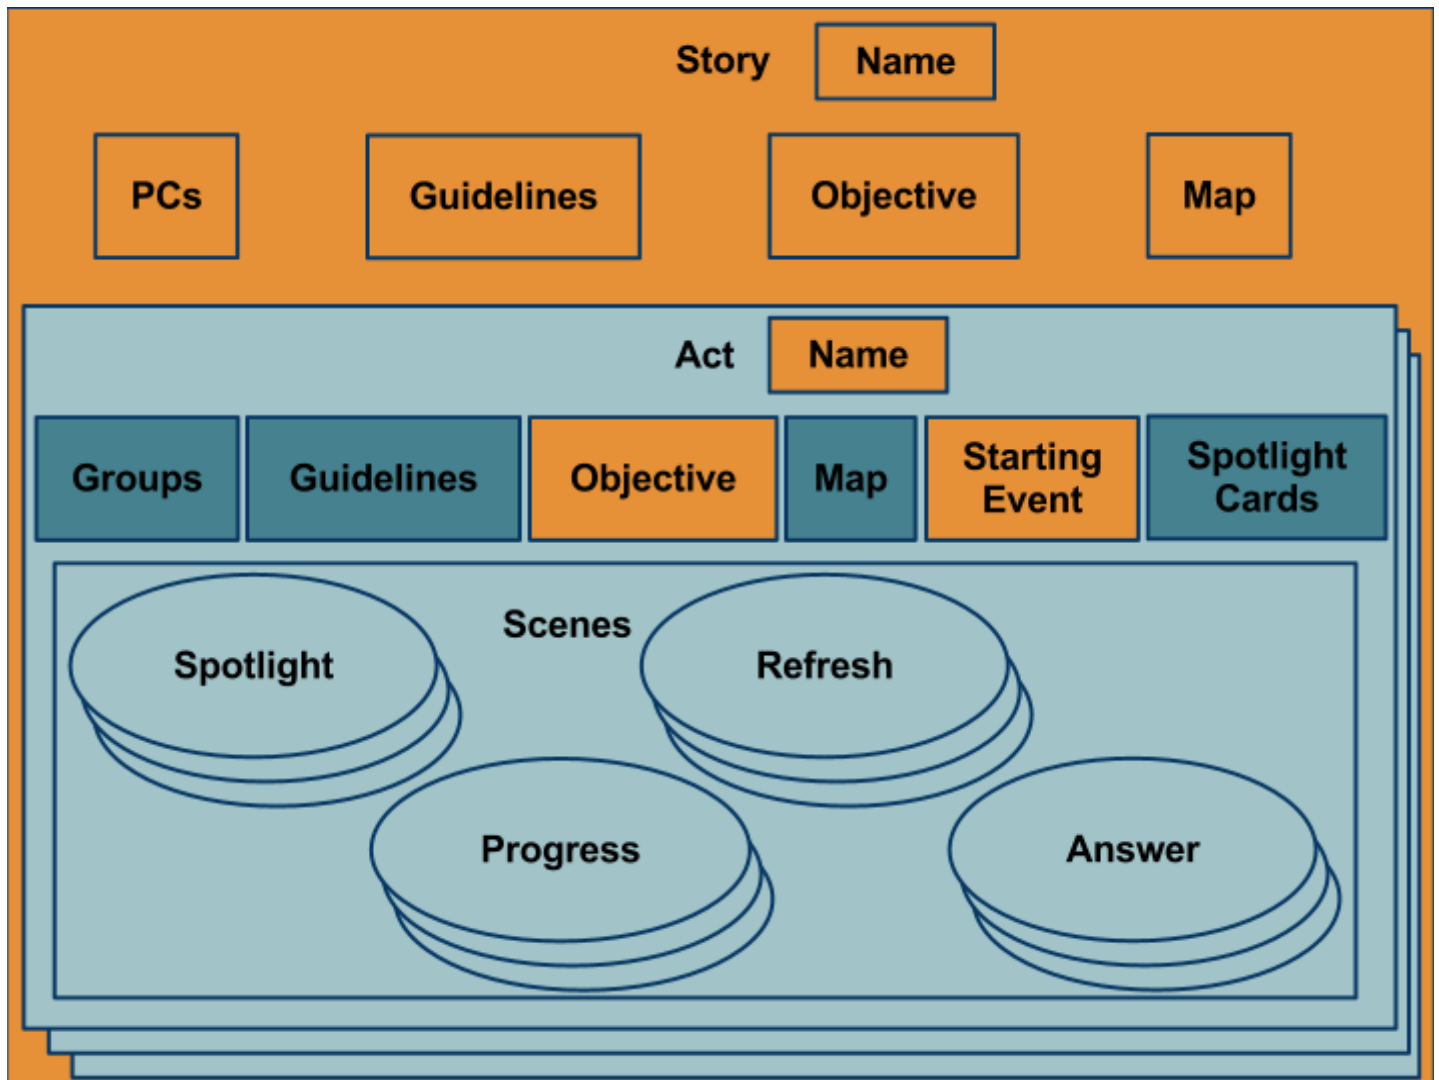 Story Name
PCs Guidelines Objective Map
Act Name
Groups Guidelines Objective Map Starting Event Spotlight Cards
Scenes
Spotlight Refresh
Progress Answer